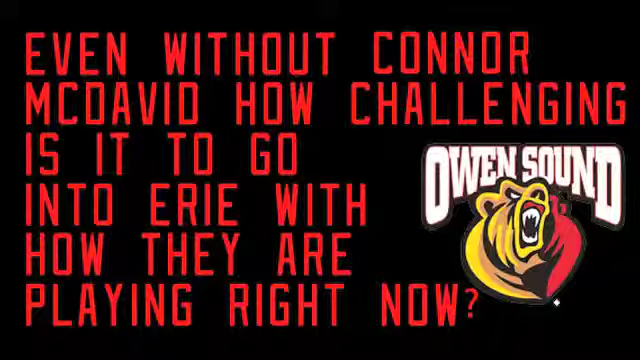 EVEN WITHOUT CONNOR
MCDAVID HOW CHALLENGING
IS IT TO GO
INTO ERIE WITH
HOW THEY ARE
PLAYING RIGHT NOW?
OWEN SOUND